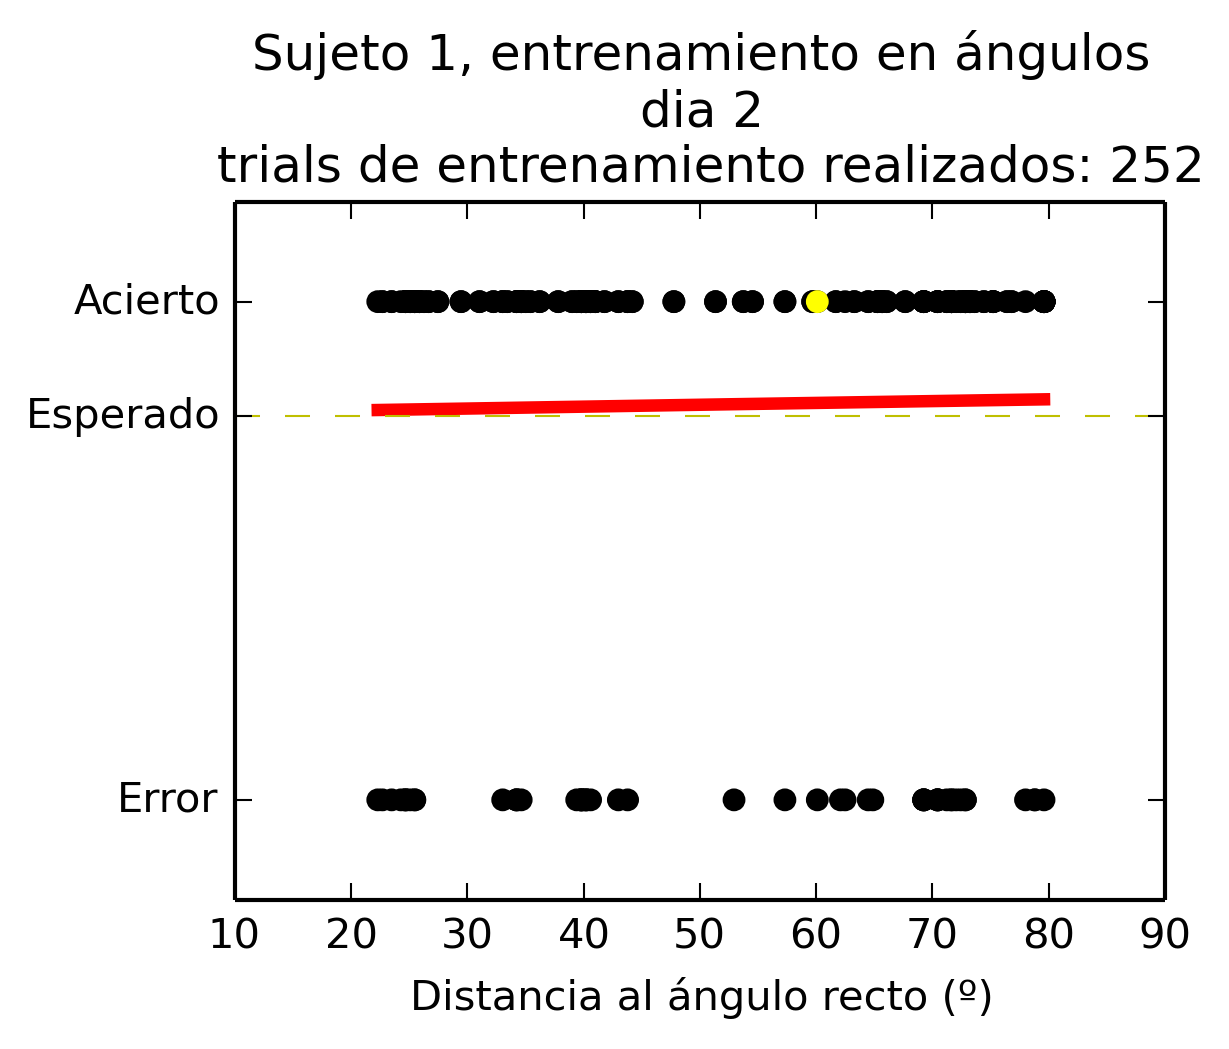 Sujeto 1, entrenamiento en ángulos
dia 2
trials de entrenamiento realizados: 252
Acierto
Esperado
Error
10 20 30 40 50 60 70 80 90
Distancia al ángulo recto (º)